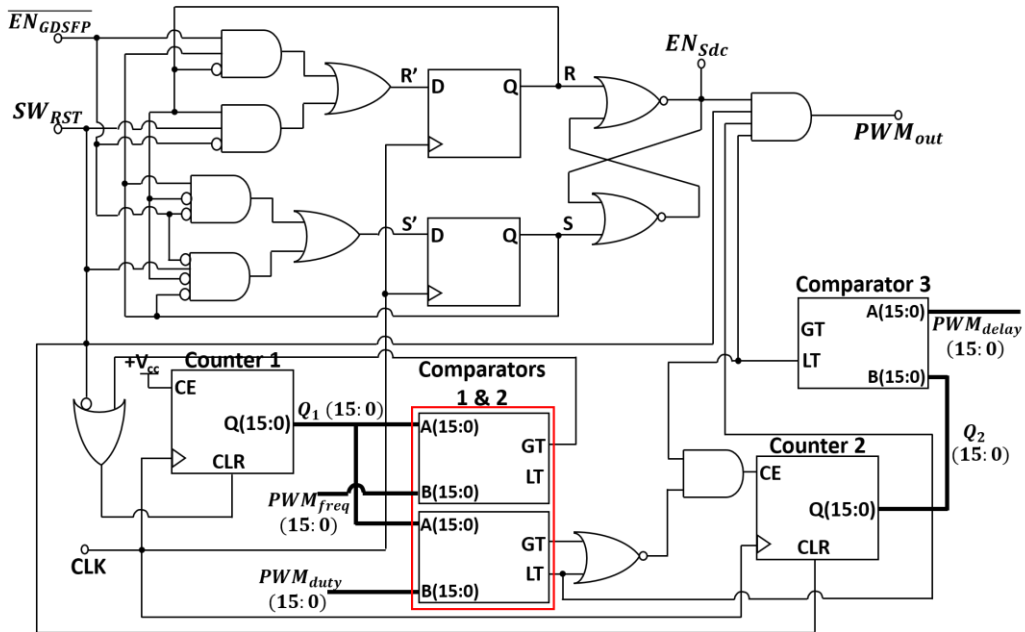 EN_GDSFP
SW_RST
R'
D
Q
R
EN_Sdc
PWM_out
S'
D
Q
S
Comparator 3
A(15:0)
GT
LT
B(15:0)
PWM_delay
(15:0)
+V_cc
Counter 1
CE
Q(15:0)
CLR
Q_1 (15:0)
Comparators
1 & 2
A(15:0)
GT
LT
B(15:0)
PWM_freq
(15:0)
A(15:0)
GT
LT
B(15:0)
PWM_duty
(15:0)
CLK
Counter 2
CE
Q(15:0)
CLR
Q_2
(15:0)